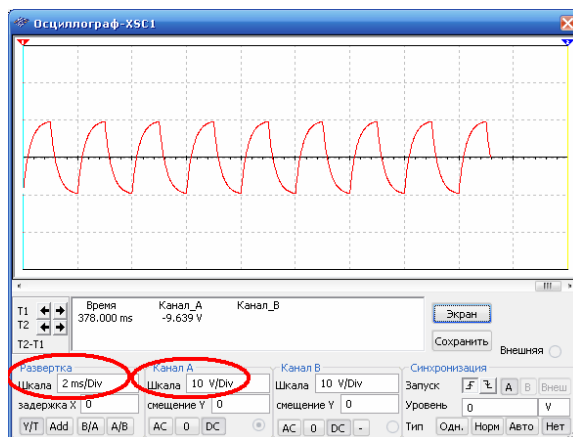 Осциллограф-XSC1
1 2
T1 Время Канал_A Канал_B
T2 378.000 ms -9.639 V
T2-T1
Экран
Сохранить
Внешняя
Развертка Канал A Канал B Синхронизация
Шкала 2 ms/Div Шкала 10 V/Div Шкала 10 V/Div Запуск A B Внеш
задержка X 0 смещение Y 0 смещение Y 0 Уровень 0 V
Y/T Add B/A A/B AC 0 DC AC 0 DC - Тип Одн. Норм Авто Нет